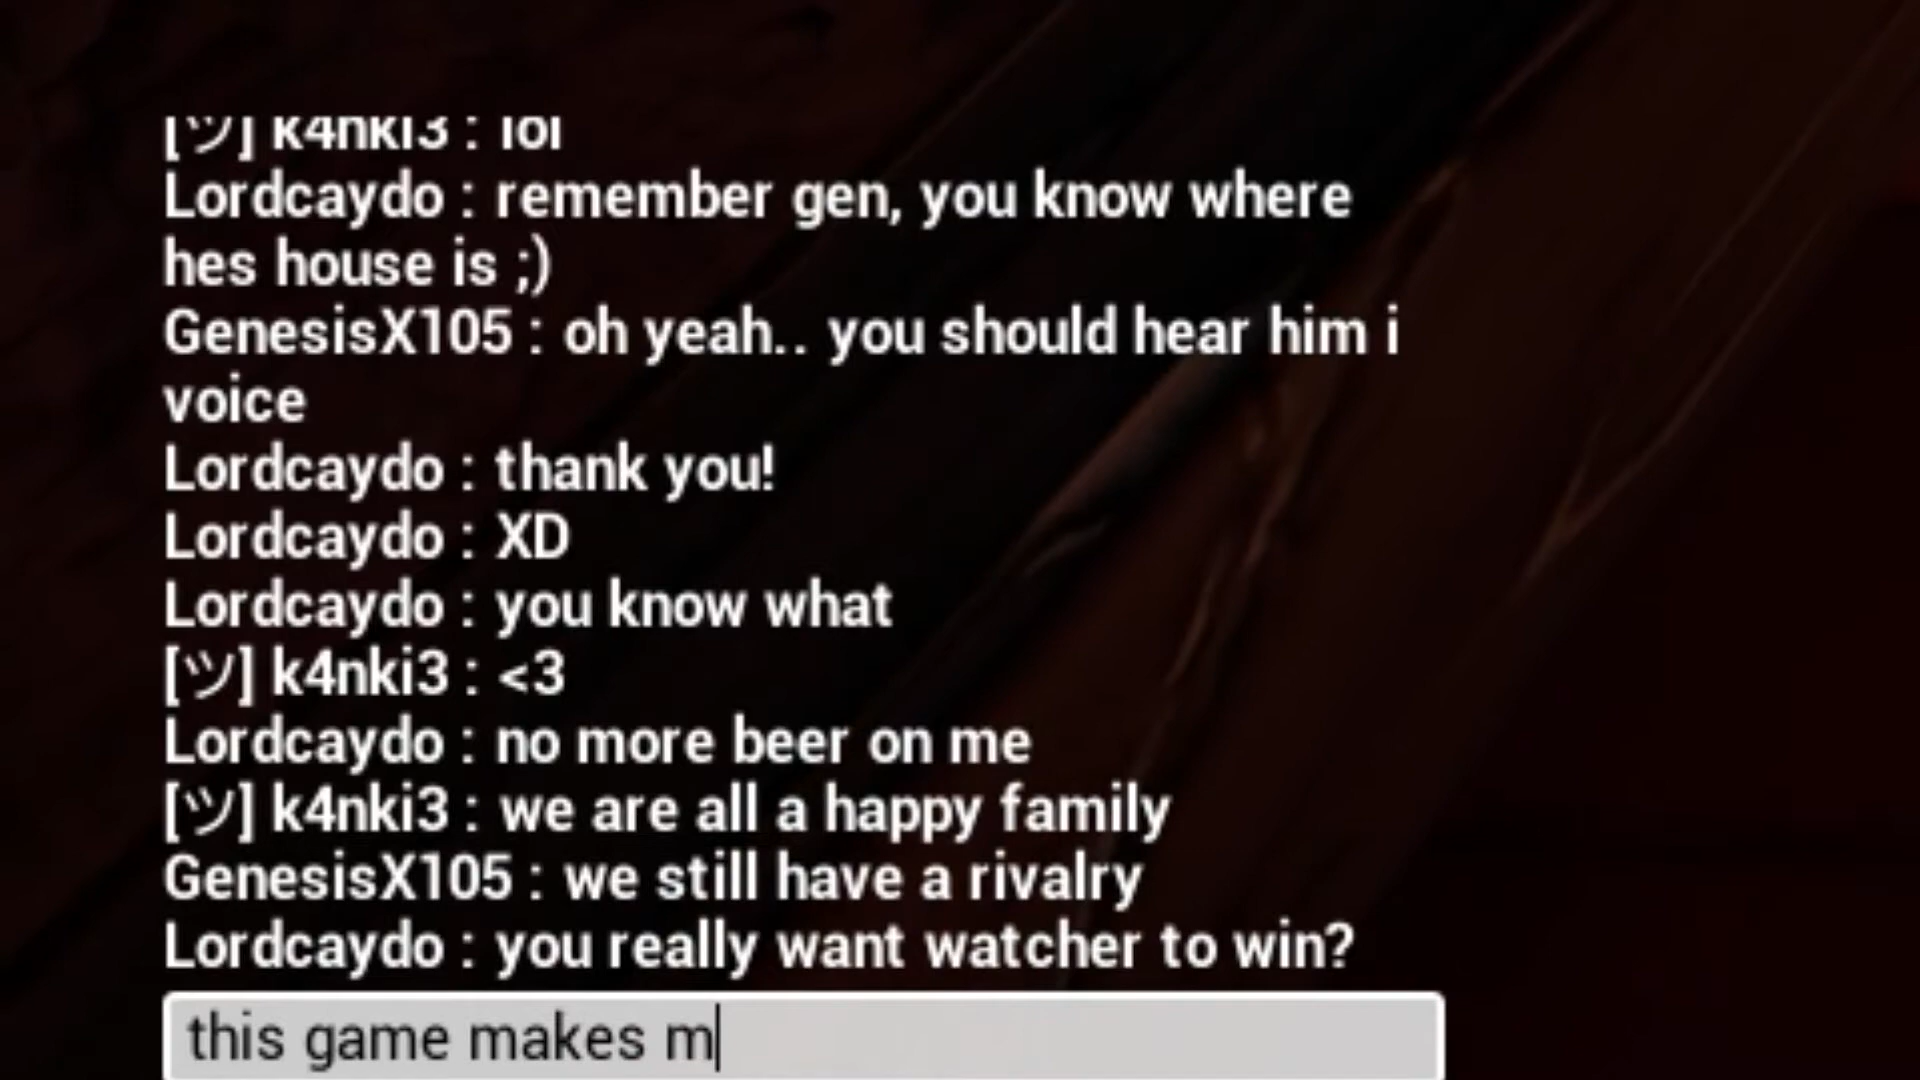 [ツ] k4nki3 : lol
Lordcaydo : remember gen, you know where
hes house is ;)
GenesisX105 : oh yeah.. you should hear him i
voice
Lordcaydo : thank you!
Lordcaydo : XD
Lordcaydo : you know what
[ツ] k4nki3 : <3
Lordcaydo : no more beer on me
[ツ] k4nki3 : we are all a happy family
GenesisX105 : we still have a rivalry
Lordcaydo : you really want watcher to win?
this game makes m